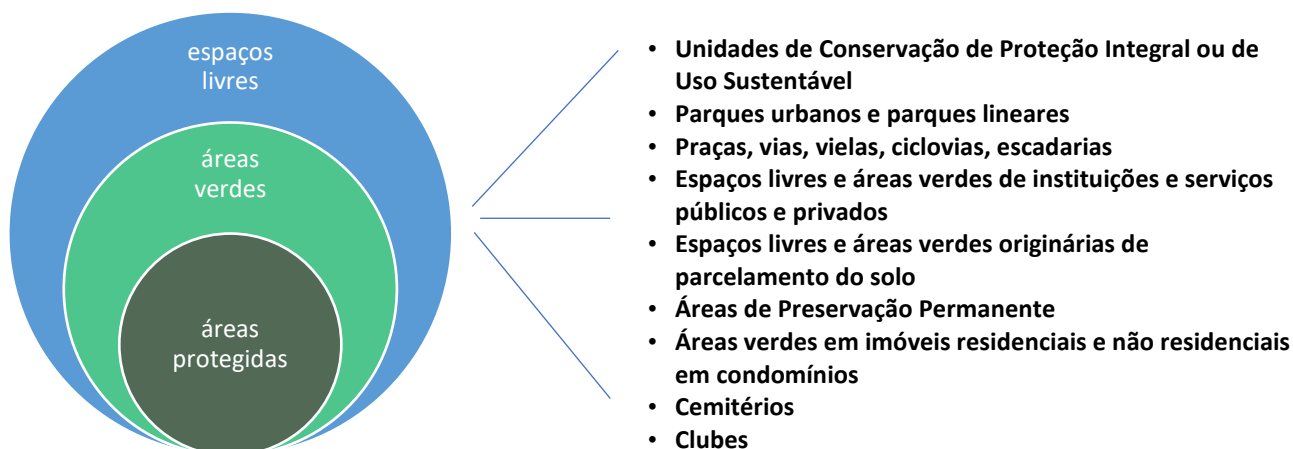 espaços
livres
áreas
verdes
áreas
protegidas
• Unidades de Conservação de Proteção Integral ou de
Uso Sustentável
• Parques urbanos e parques lineares
• Praças, vias, vielas, ciclovias, escadarias
• Espaços livres e áreas verdes de instituições e serviços
públicos e privados
• Espaços livres e áreas verdes originárias de
parcelamento do solo
• Áreas de Preservação Permanente
• Áreas verdes em imóveis residenciais e não residenciais
em condomínios
• Cemitérios
• Clubes